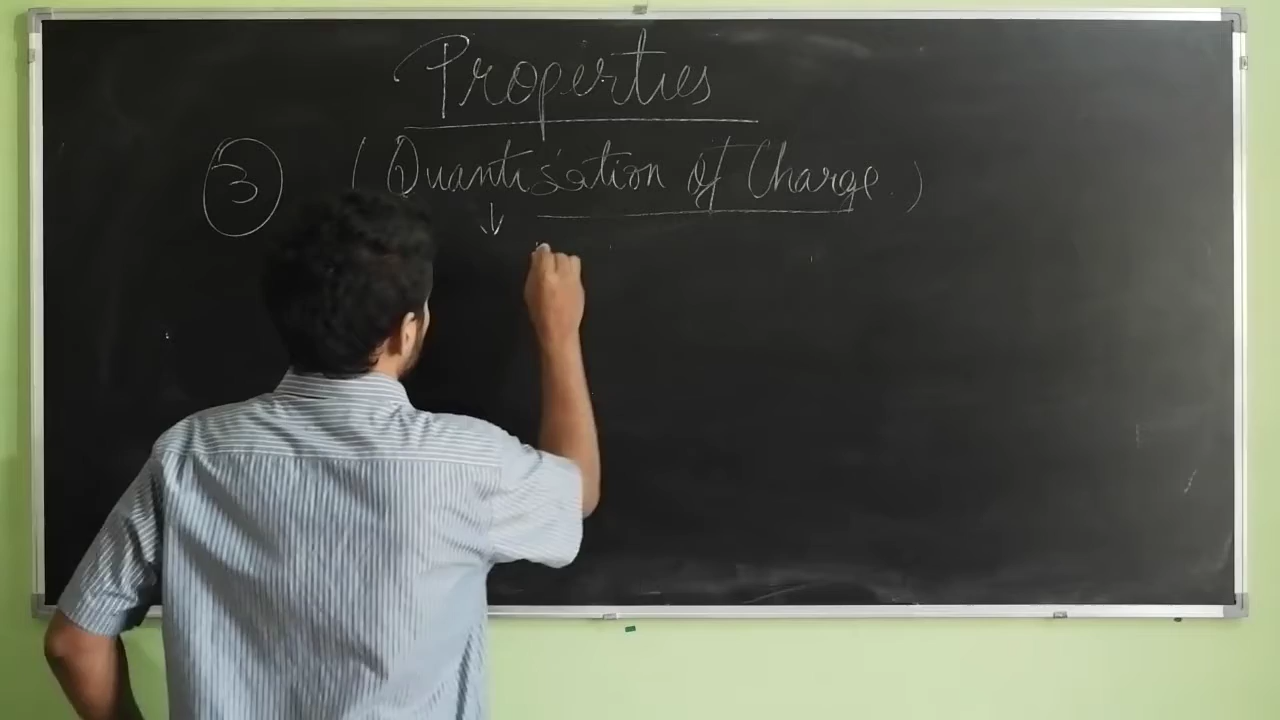 Properties
3 (Quantisation of Charge.)
↓